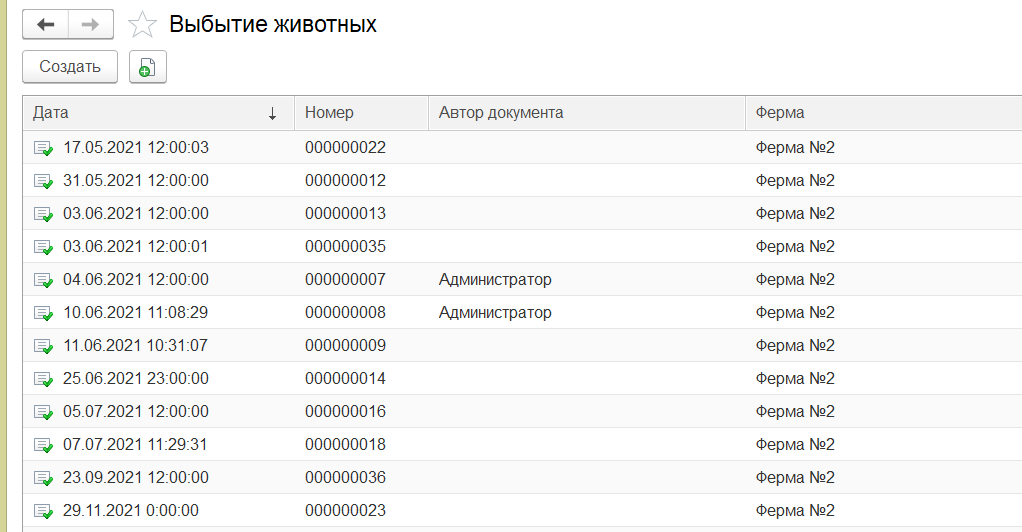 Выбытие животных
Создать
Дата ↓ Номер Автор документа Ферма
17.05.2021 12:00:03 000000022 Ферма №2
31.05.2021 12:00:00 000000012 Ферма №2
03.06.2021 12:00:00 000000013 Ферма №2
03.06.2021 12:00:01 000000035 Ферма №2
04.06.2021 12:00:00 000000007 Администратор Ферма №2
10.06.2021 11:08:29 000000008 Администратор Ферма №2
11.06.2021 10:31:07 000000009 Ферма №2
25.06.2021 23:00:00 000000014 Ферма №2
05.07.2021 12:00:00 000000016 Ферма №2
07.07.2021 11:29:31 000000018 Ферма №2
23.09.2021 12:00:00 000000036 Ферма №2
29.11.2021 0:00:00 000000023 Ферма №2